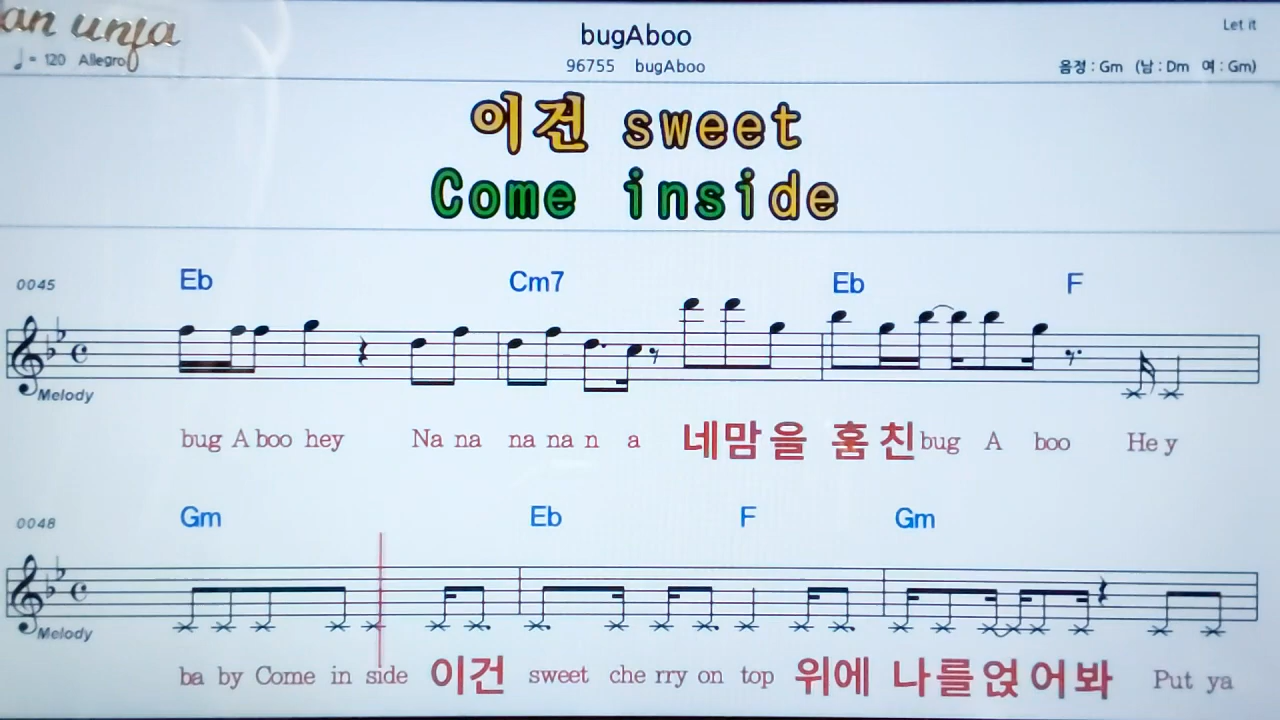 an unja
♩ = 120 Allegro
bugAboo
96755 bugAboo
Let it
음정 : Gm (남 : Dm 여 : Gm)
이건 sweet
Come inside
0045 Eb Cm7 Eb F
Melody
bug A boo hey Na na na na n a 네맘을 훔친 bug A boo He y
0048 Gm Eb F Gm
Melody
ba by Come in side 이건 sweet che rry on top 위에 나를얹어봐 Put ya